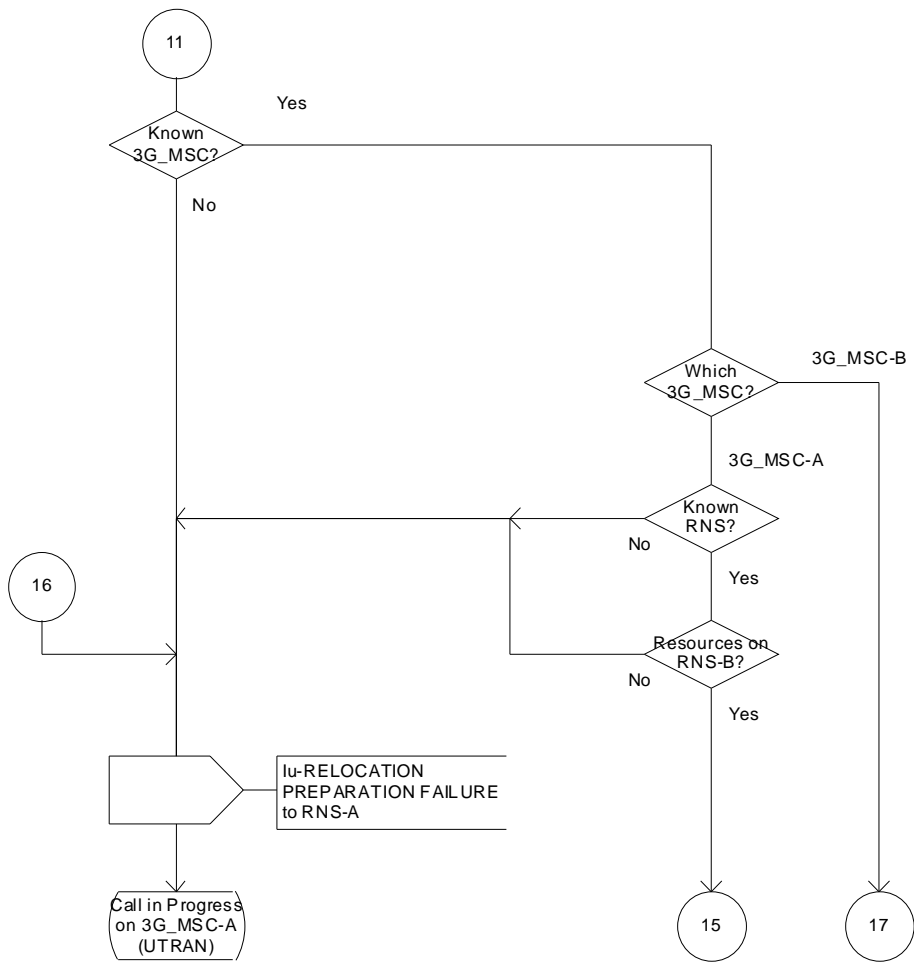 11
Yes
Known
3G_MSC?
No
3G_MSC-B
Which
3G_MSC?
3G_MSC-A
Known
RNS?
No
Yes
16
Resources on
RNS-B?
No
Yes
Iu-RELOCATION
PREPARATION FAILURE
to RNS-A
Call in Progress
on 3G_MSC-A
(UTRAN)
15
17